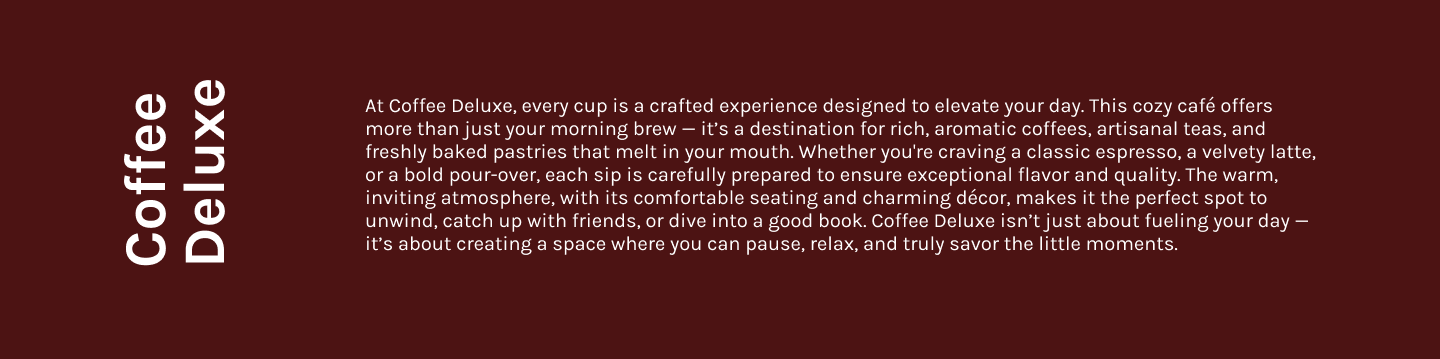 Coffee
Deluxe
At Coffee Deluxe, every cup is a crafted experience designed to elevate your day. This cozy café offers
more than just your morning brew — it’s a destination for rich, aromatic coffees, artisanal teas, and
freshly baked pastries that melt in your mouth. Whether you're craving a classic espresso, a velvety latte,
or a bold pour-over, each sip is carefully prepared to ensure exceptional flavor and quality. The warm,
inviting atmosphere, with its comfortable seating and charming décor, makes it the perfect spot to
unwind, catch up with friends, or dive into a good book. Coffee Deluxe isn’t just about fueling your day —
it’s about creating a space where you can pause, relax, and truly savor the little moments.